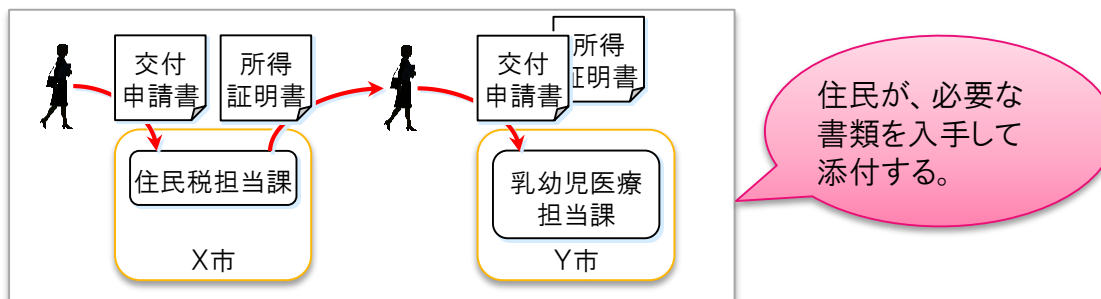 交付
申請書
所得
証明書
住民税担当課
X市
交付
申請書
所得
証明書
乳幼児医療
担当課
Y市
住民が、必要な
書類を入手して
添付する。